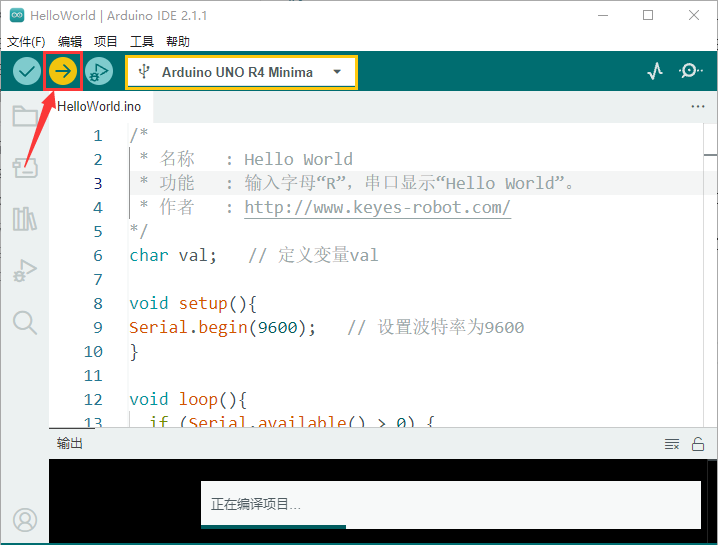 HelloWorld | Arduino IDE 2.1.1
文件(F) 编辑 项目 工具 帮助
Arduino UNO R4 Minima
HelloWorld.ino
1 /*
2 * 名称 : Hello World
3 * 功能 : 输入字母“R”，串口显示“Hello World”。
4 * 作者 : http://www.keyes-robot.com/
5 */
6 char val; // 定义变量val
7
8 void setup(){
9 Serial.begin(9600); // 设置波特率为9600
10 }
11
12 void loop(){
13 if (Serial.available() > 0) {
输出
正在编译项目...